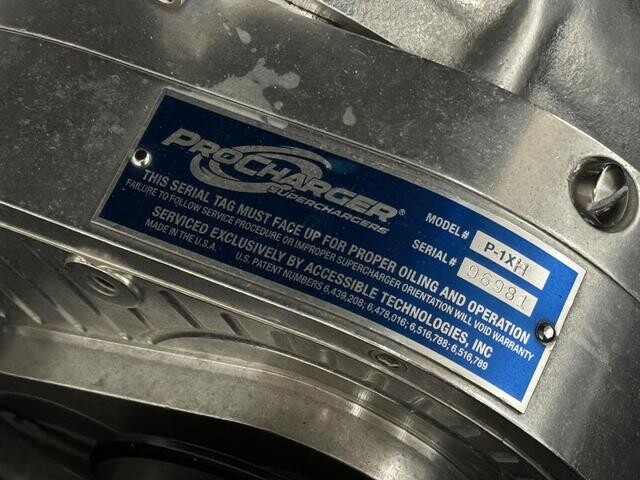 PROCHARGER®
SUPERCHARGERS
MODEL# P-1XH
SERIAL# 96981
THIS SERIAL TAG MUST FACE UP FOR PROPER OILING AND OPERATION
FAILURE TO FOLLOW SERVICE PROCEDURE OR IMPROPER SUPERCHARGER ORIENTATION WILL VOID WARRANTY
SERVICED EXCLUSIVELY BY ACCESSIBLE TECHNOLOGIES, INC
MADE IN THE U.S.A. U.S. PATENT NUMBERS 6,439,208; 6,478,016; 6,516,788; 6,516,789